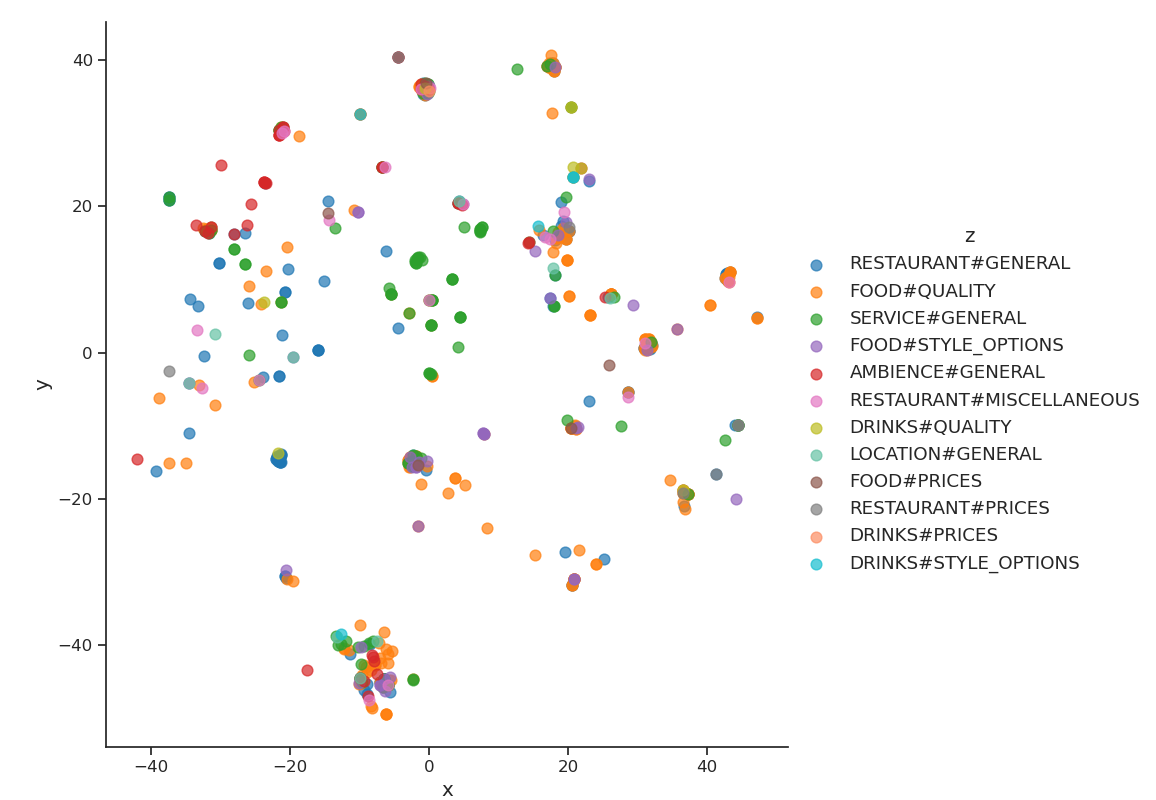 40
20
0
−20
−40
y
−40
−20
0
20
40
x
z
RESTAURANT#GENERAL
FOOD#QUALITY
SERVICE#GENERAL
FOOD#STYLE_OPTIONS
AMBIENCE#GENERAL
RESTAURANT#MISCELLANEOUS
DRINKS#QUALITY
LOCATION#GENERAL
FOOD#PRICES
RESTAURANT#PRICES
DRINKS#PRICES
DRINKS#STYLE_OPTIONS